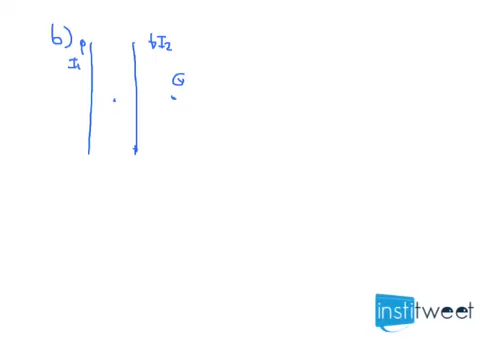 b) P
I₁
I₂
Q
institweet